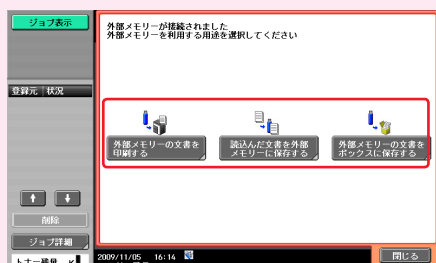 ジョブ表示
外部メモリーが接続されました
外部メモリーを利用する用途を選択してください
登録元 状況
外部メモリーの文書を
印刷する
読込んだ文書を外部
メモリーに保存する
外部メモリーの文書を
ボックスに保存する
削除
ジョブ詳細
トナー残量 K
2009/11/05 16:14
閉じる